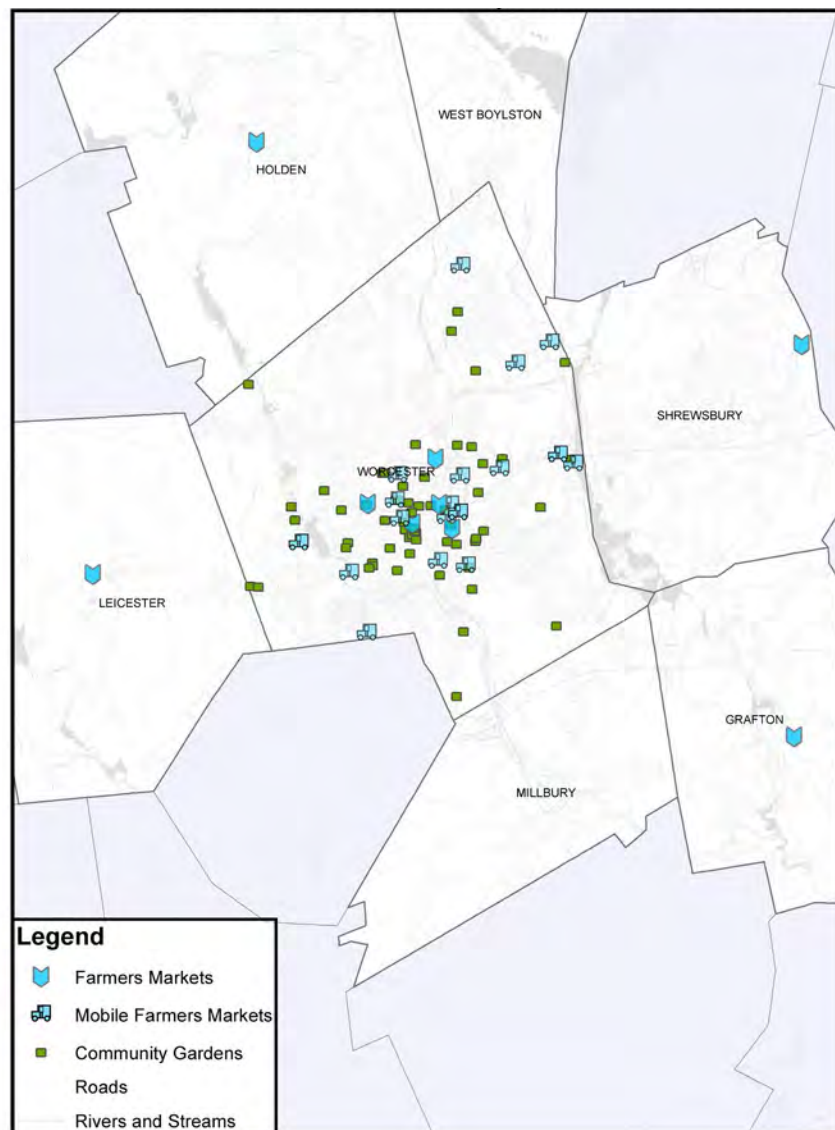 WEST BOYLSTON
HOLDEN
SHREWSBURY
WORCESTER
LEICESTER
GRAFTON
MILLBURY
Legend
Farmers Markets
Mobile Farmers Markets
Community Gardens
Roads
Rivers and Streams